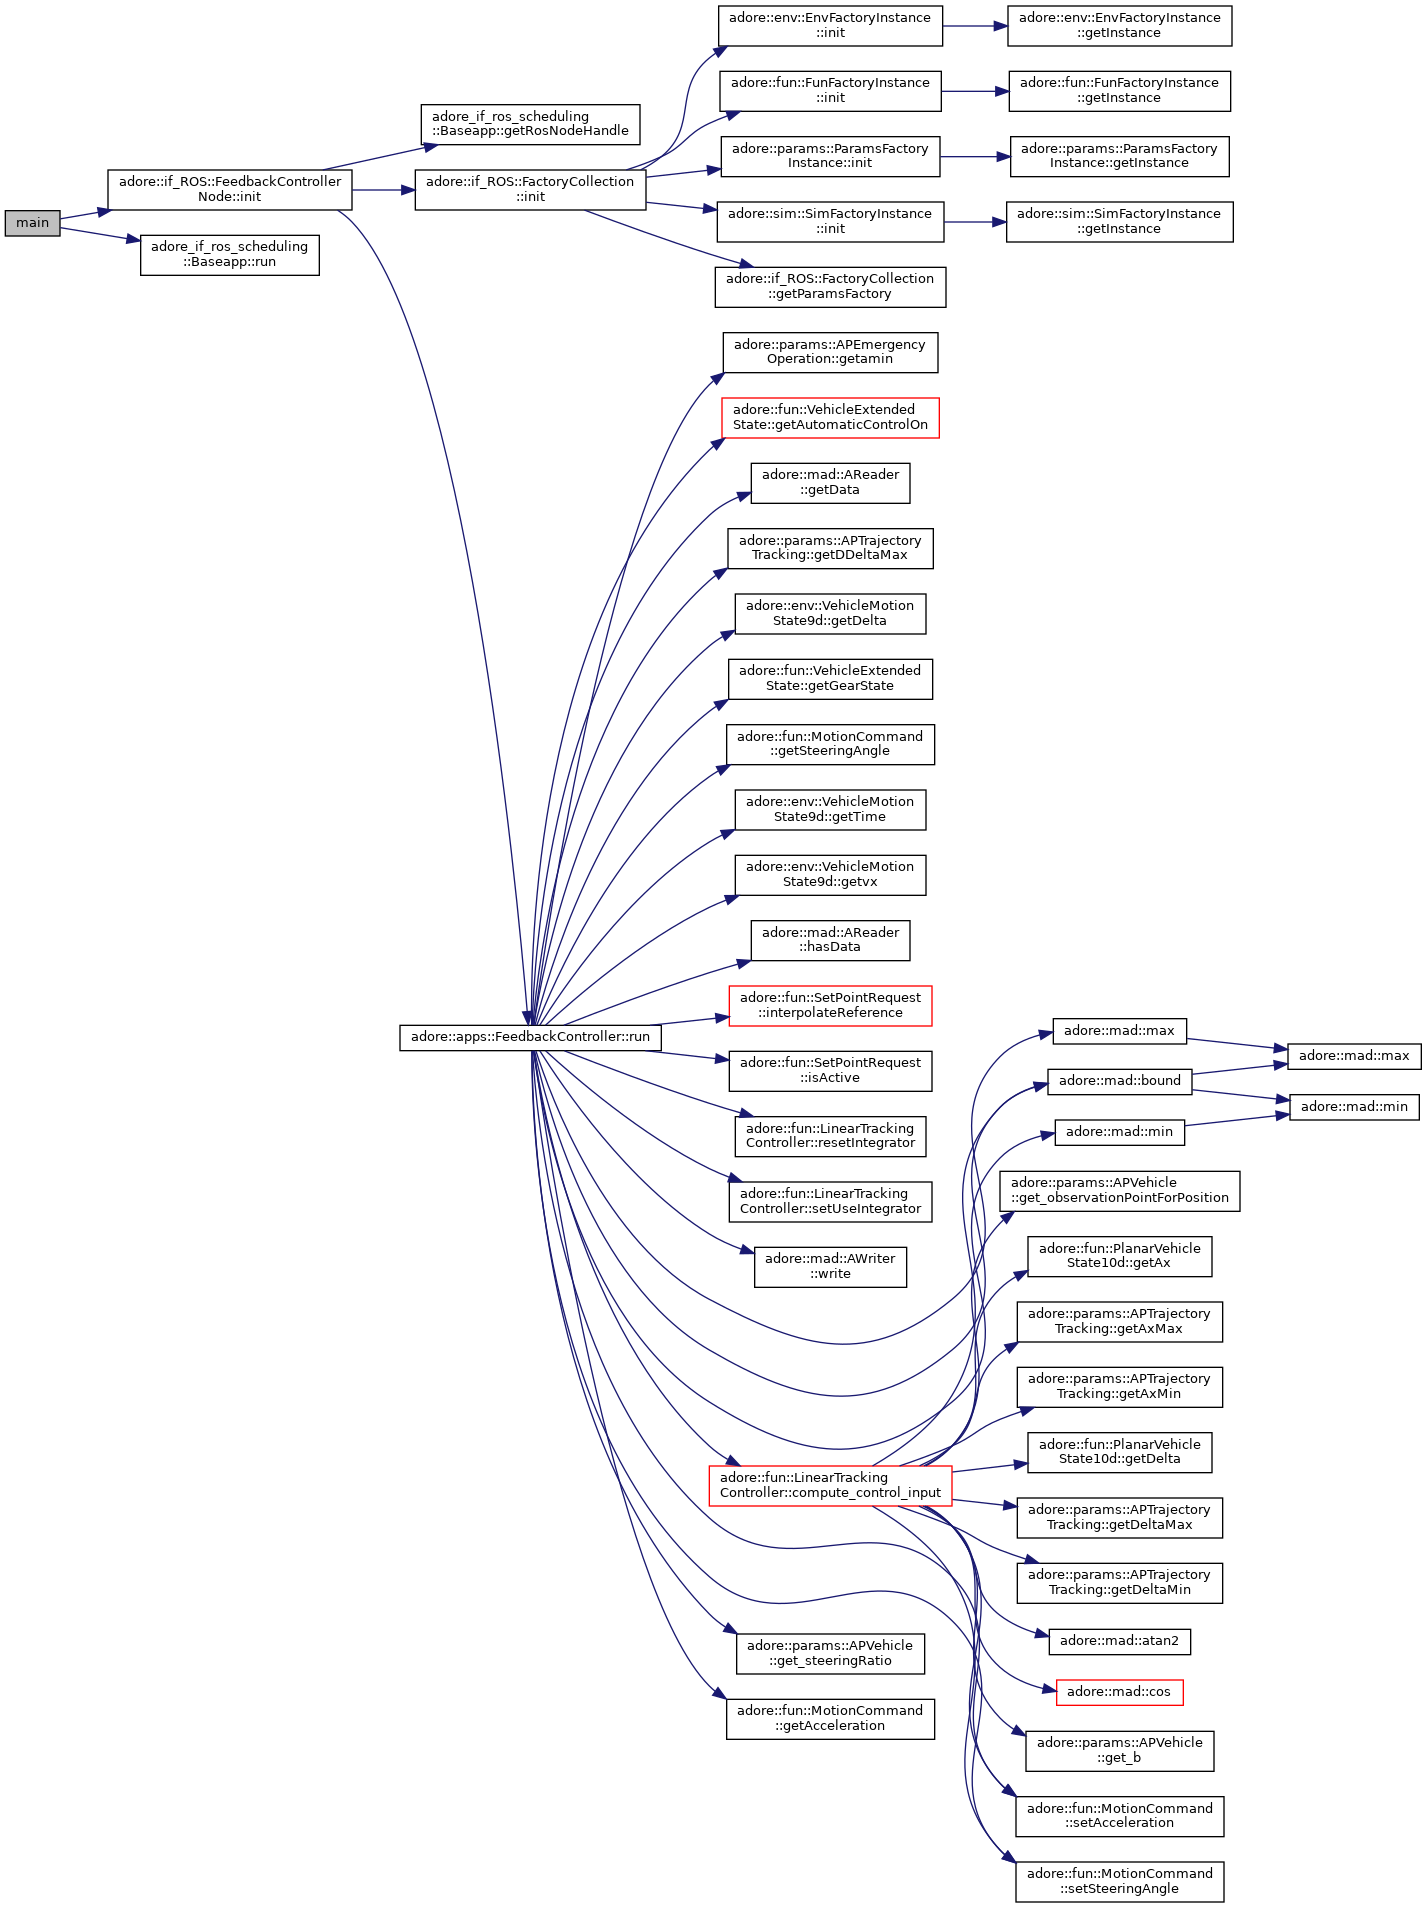 main
adore::if_ROS::FeedbackController
Node::init
adore_if_ros_scheduling
::Baseapp::run
adore_if_ros_scheduling
::Baseapp::getRosNodeHandle
adore::if_ROS::FactoryCollection
::init
adore::apps::FeedbackController::run
adore::env::EnvFactoryInstance
::init
adore::fun::FunFactoryInstance
::init
adore::params::ParamsFactory
Instance::init
adore::sim::SimFactoryInstance
::init
adore::if_ROS::FactoryCollection
::getParamsFactory
adore::params::APEmergency
Operation::getamin
adore::fun::VehicleExtended
State::getAutomaticControlOn
adore::mad::AReader
::getData
adore::params::APTrajectory
Tracking::getDDeltaMax
adore::env::VehicleMotion
State9d::getDelta
adore::fun::VehicleExtended
State::getGearState
adore::fun::MotionCommand
::getSteeringAngle
adore::env::VehicleMotion
State9d::getTime
adore::env::VehicleMotion
State9d::getvx
adore::mad::AReader
::hasData
adore::fun::SetPointRequest
::interpolateReference
adore::fun::SetPointRequest
::isActive
adore::fun::LinearTracking
Controller::resetIntegrator
adore::fun::LinearTracking
Controller::setUseIntegrator
adore::mad::AWriter
::write
adore::fun::LinearTracking
Controller::compute_control_input
adore::params::APVehicle
::get_steeringRatio
adore::fun::MotionCommand
::getAcceleration
adore::env::EnvFactoryInstance
::getInstance
adore::fun::FunFactoryInstance
::getInstance
adore::params::ParamsFactory
Instance::getInstance
adore::sim::SimFactoryInstance
::getInstance
adore::mad::max
adore::mad::bound
adore::mad::min
adore::params::APVehicle
::get_observationPointForPosition
adore::fun::PlanarVehicle
State10d::getAx
adore::params::APTrajectory
Tracking::getAxMax
adore::params::APTrajectory
Tracking::getAxMin
adore::fun::PlanarVehicle
State10d::getDelta
adore::params::APTrajectory
Tracking::getDeltaMax
adore::params::APTrajectory
Tracking::getDeltaMin
adore::mad::atan2
adore::mad::cos
adore::params::APVehicle
::get_b
adore::fun::MotionCommand
::setAcceleration
adore::fun::MotionCommand
::setSteeringAngle
adore::mad::max
adore::mad::min